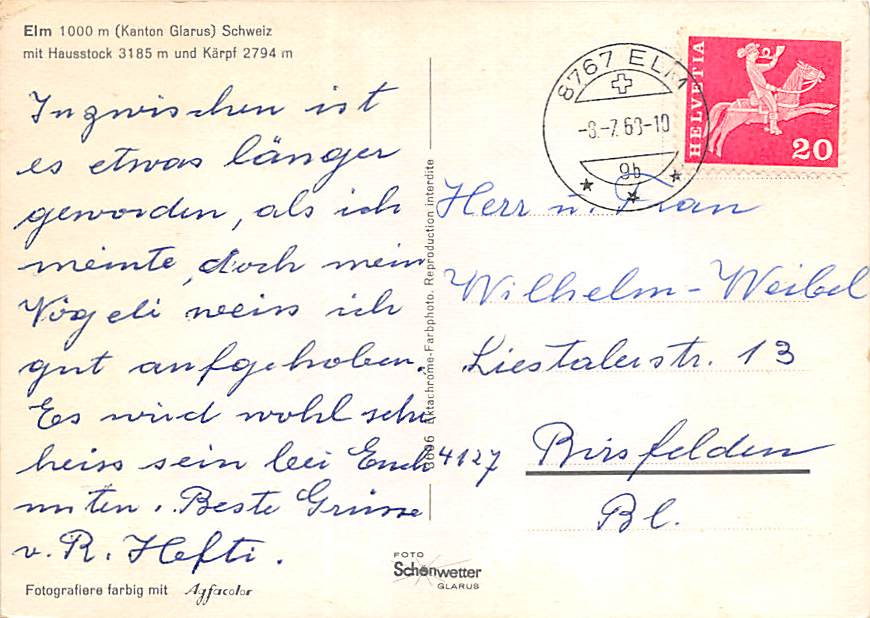 Elm 1000 m (Kanton Glarus) Schweiz
mit Hausstock 3185 m und Kärpf 2794 m
Inzwischen ist
es etwas länger
geworden, als ich
meinte, doch mein
Vögeli weiss ich
gut aufgehoben.
Es wird wohl sehr
heiss sein bei Euch
unten. Beste Grüsse
v. R. Hefti.
Fotografiere farbig mit Agfacolor
3696 Ektachrome-Farbphoto. Reproduction interdite
FOTO
Schönwetter
GLARUS
8767 ELM
-7.68-10
9b
HELVETIA
20
Herr u. Frau
Wilhelm-Weibel
Liestalerstr. 13
4127 Birsfelden
Bl.